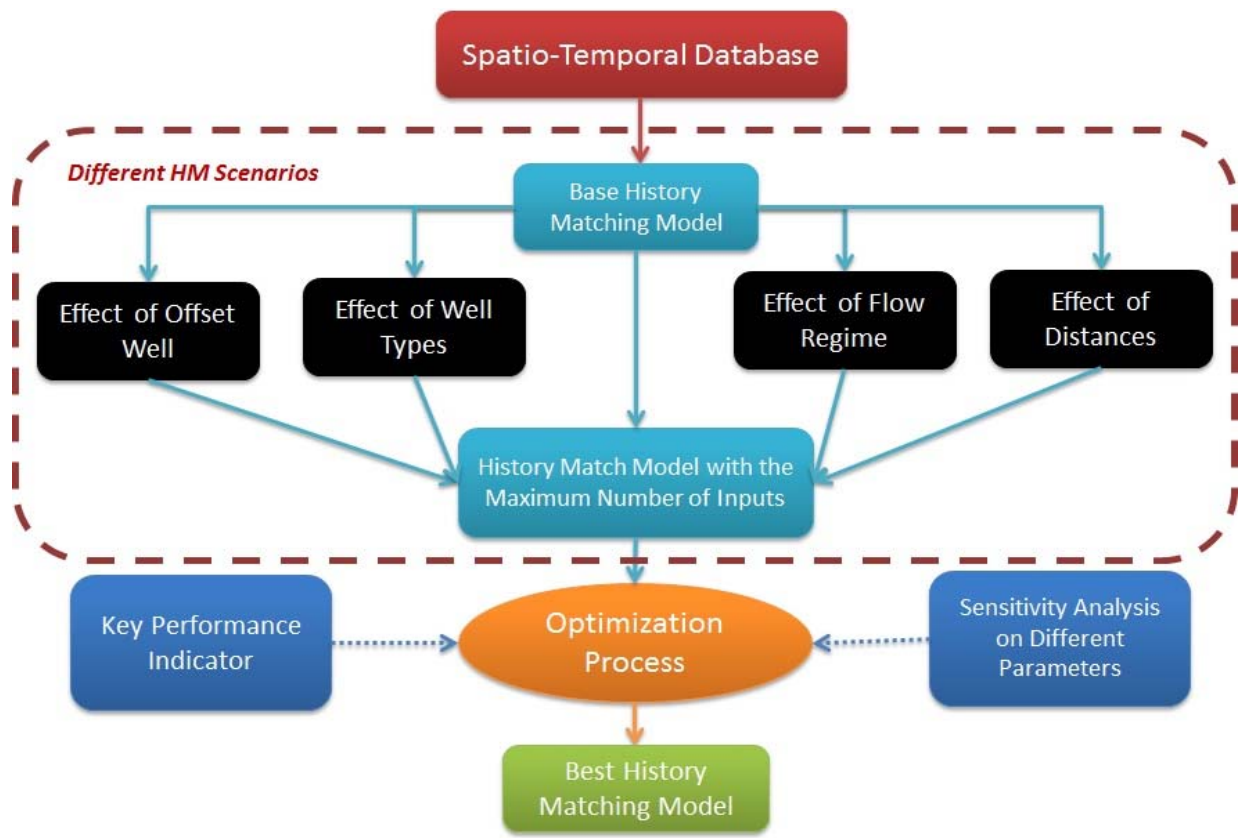 Spatio-Temporal Database
Different HM Scenarios
Base History
Matching Model
Effect of Offset
Well
Effect of Well
Types
Effect of Flow
Regime
Effect of
Distances
History Match Model with the
Maximum Number of Inputs
Key Performance
Indicator
Optimization
Process
Sensitivity Analysis
on Different
Parameters
Best History
Matching Model